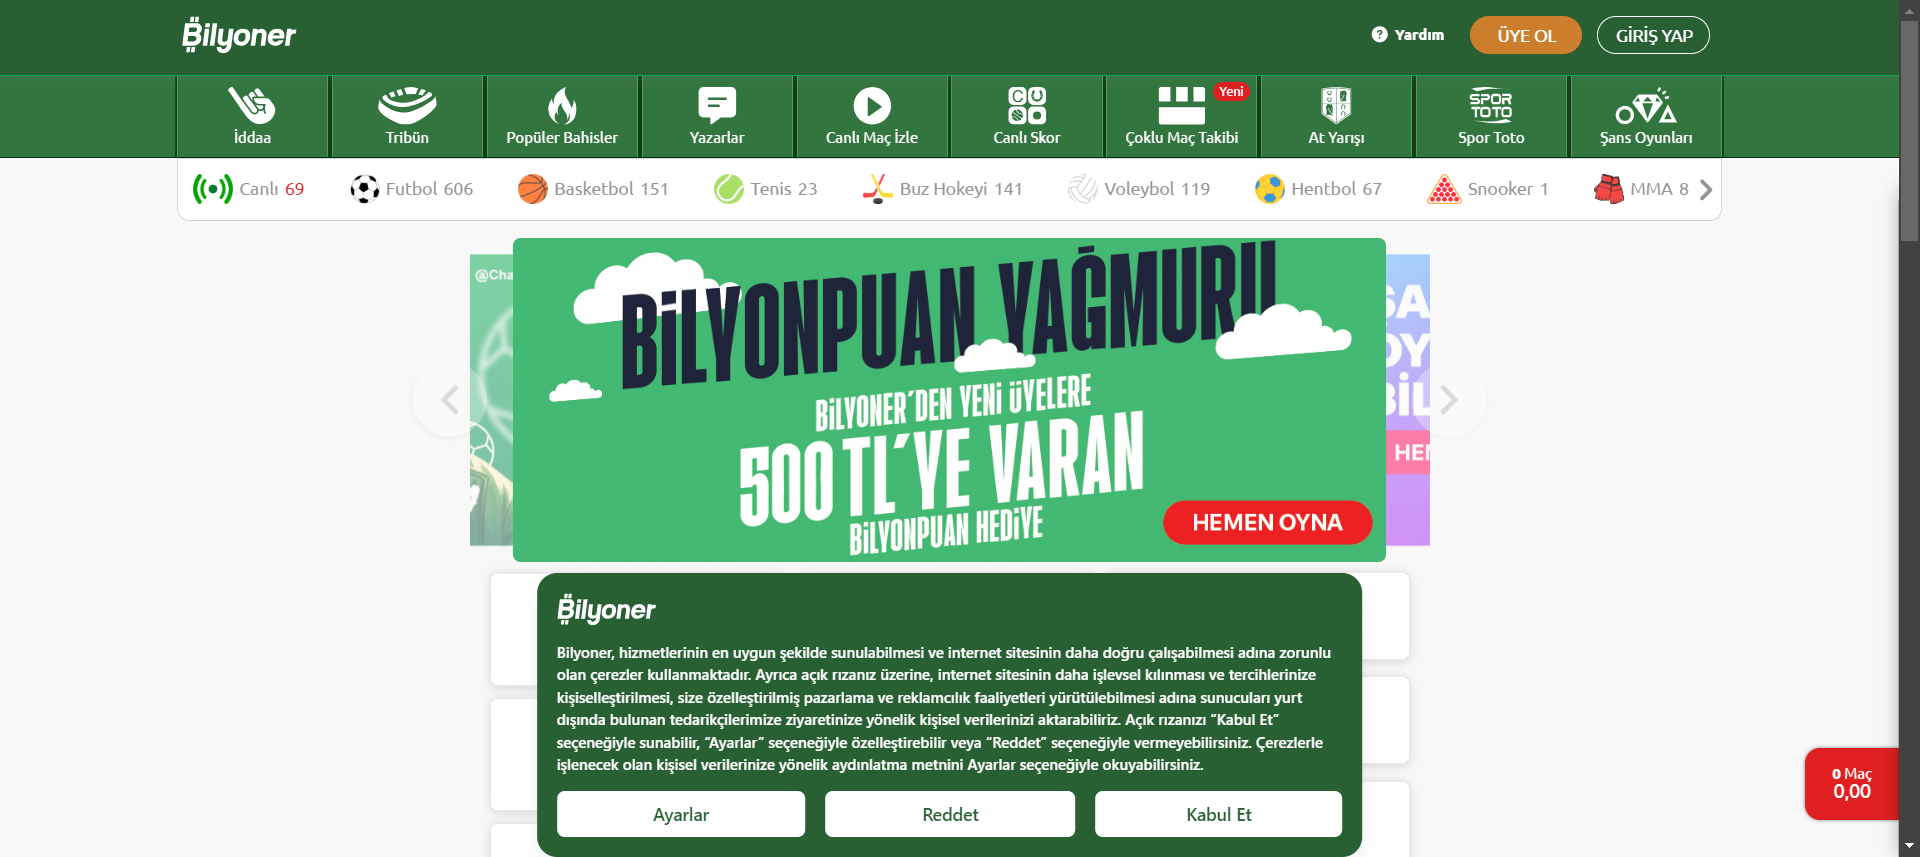 Bilyoner
Yardım
ÜYE OL
GİRİŞ YAP
İddaa
Tribün
Popüler Bahisler
Yazarlar
Canlı Maç İzle
Canlı Skor
Yeni
Çoklu Maç Takibi
At Yarışı
SPOR TOTO
Spor Toto
Şans Oyunları
Canlı 69
Futbol 606
Basketbol 151
Tenis 23
Buz Hokeyi 141
Voleybol 119
Hentbol 67
Snooker 1
MMA 8
@Cha
BİLYONPUAN YAĞMURU
BİLYONER'DEN YENİ ÜYELERE
500 TL'YE VARAN
BİLYONPUAN HEDİYE
HEMEN OYNA
SA
OY
BİL
HEM
Bilyoner
Bilyoner, hizmetlerinin en uygun şekilde sunulabilmesi ve internet sitesinin daha doğru çalışabilmesi adına zorunlu
olan çerezler kullanmaktadır. Ayrıca açık rızanız üzerine, internet sitesinin daha işlevsel kılınması ve tercihlerinize
kişiselleştirilmesi, size özelleştirilmiş pazarlama ve reklamcılık faaliyetleri yürütülebilmesi adına sunucuları yurt
dışında bulunan tedarikçilerimize ziyaretinize yönelik kişisel verilerinizi aktarabiliriz. Açık rızanızı “Kabul Et”
seçeneğiyle sunabilir, “Ayarlar” seçeneğiyle özelleştirebilir veya “Reddet” seçeneğiyle vermeyebilirsiniz. Çerezlerle
işlenecek olan kişisel verilerinize yönelik aydınlatma metnini Ayarlar seçeneğiyle okuyabilirsiniz.
Ayarlar
Reddet
Kabul Et
0 Maç
0,00